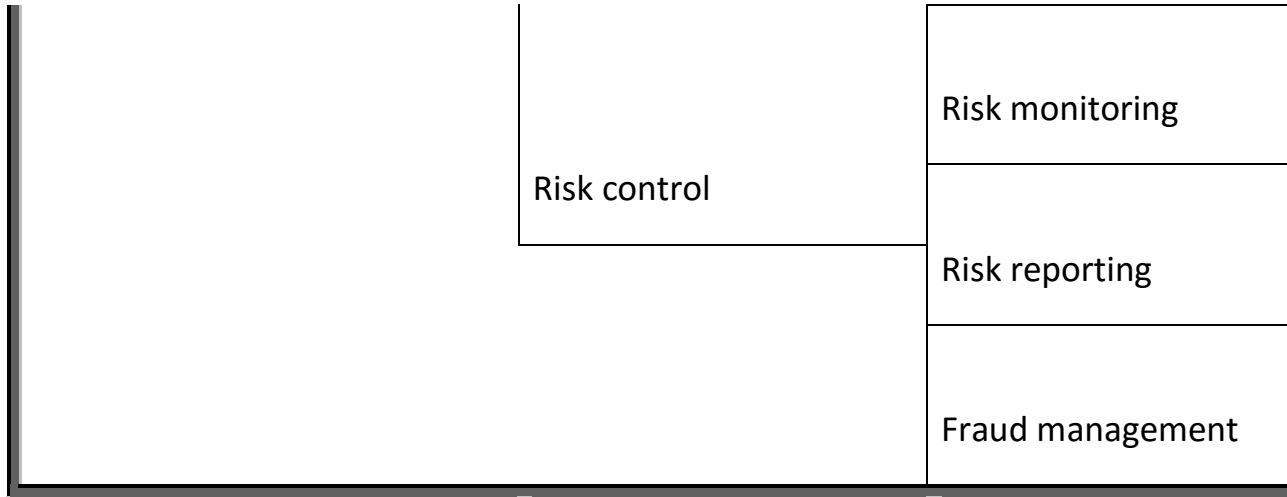 Risk monitoring
Risk control
Risk reporting
Fraud management